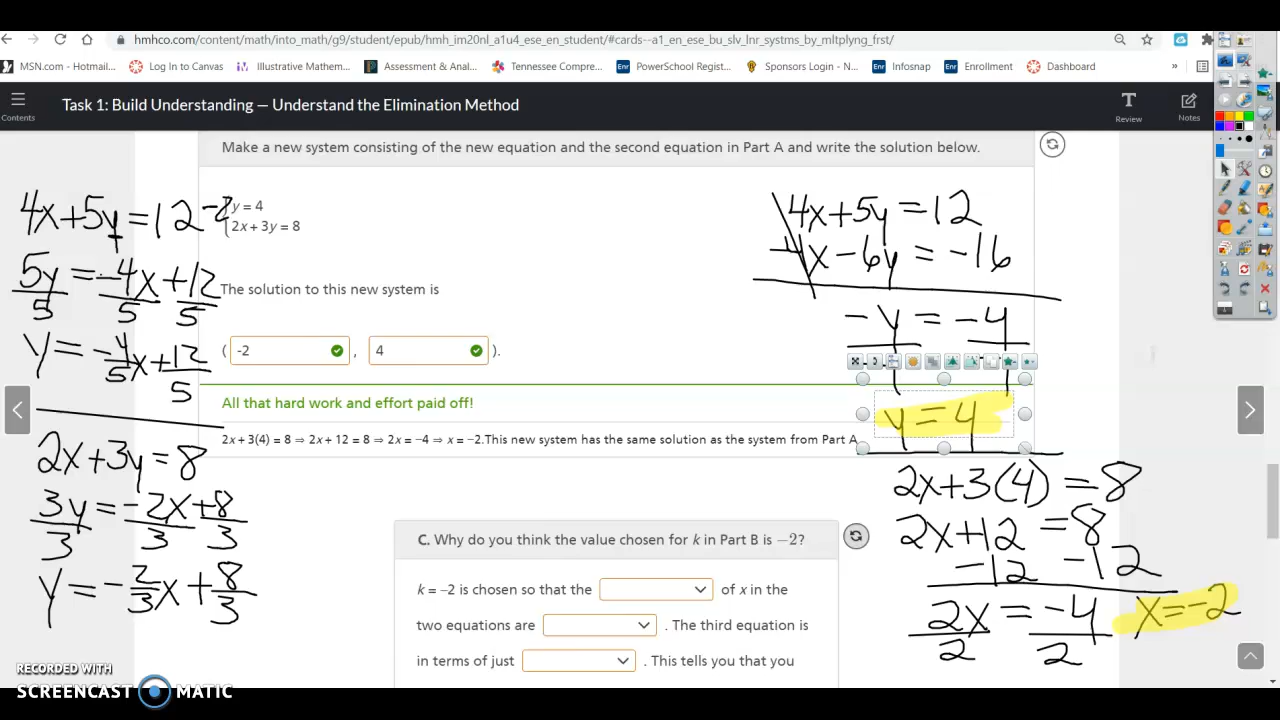 hmhco.com/content/math/into_math/g9/student/epub/hmh_im20nl_a1u4_ese_en_student/#cards--a1_en_ese_bu_slv_lnr_systms_by_mltplyng_frst/
MSN.com - Hotmail... Log In to Canvas Illustrative Mathem... Assessment & Anal... Tennessee Compre... Enr PowerSchool Regist... Sponsors Login - N... Enr Infosnap Enr Enrollment Dashboard »
Contents
Task 1: Build Understanding — Understand the Elimination Method
Review
Notes
Make a new system consisting of the new equation and the second equation in Part A and write the solution below.
y = 4
2x + 3y = 8
The solution to this new system is
( -2 , 4 ).
All that hard work and effort paid off!
2x + 3(4) = 8 ⇒ 2x + 12 = 8 ⇒ 2x = −4 ⇒ x = −2.This new system has the same solution as the system from Part A
C. Why do you think the value chosen for k in Part B is −2?
k = −2 is chosen so that the of x in the
two equations are . The third equation is
in terms of just . This tells you that you
4x+5y=12
5y = -4x+12
5 5 5
y = -4/5x+12/5
2x+3y=8
3y=-2x+8
3 3 3
y=-2/3x+8/3
4x+5y=12
-4x-6y=-16
-y=-4
y=4
2x+3(4)=8
2x+12=8
-12 -12
2x=-4
2 2
x=-2
RECORDED WITH
SCREENCAST MATIC